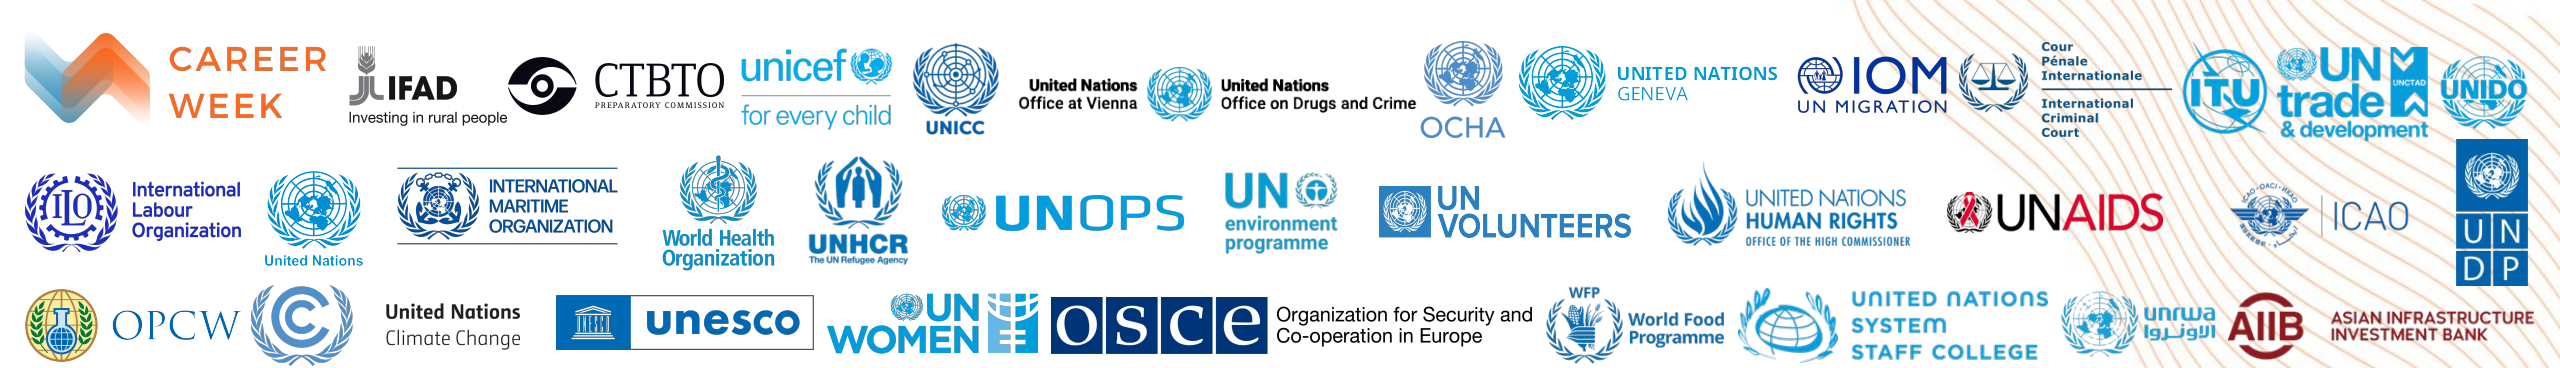 CAREER
WEEK
IFAD
Investing in rural people
CTBTO
PREPARATORY COMMISSION
unicef
for every child
UNICC
United Nations
Office at Vienna
United Nations
Office on Drugs and Crime
OCHA
UNITED NATIONS
GENEVA
IOM
UN MIGRATION
Cour
Pénale
Internationale
International
Criminal
Court
ITU
UN
trade
& development
UNCTAD
UNIDO
ILO
International
Labour
Organization
United Nations
INTERNATIONAL
MARITIME
ORGANIZATION
World Health
Organization
UNHCR
The UN Refugee Agency
UNOPS
UN
environment
programme
UN
VOLUNTEERS
UNITED NATIONS
HUMAN RIGHTS
OFFICE OF THE HIGH COMMISSIONER
UNAIDS
ICAO
UN
DP
OPCW
United Nations
Climate Change
unesco
UN
WOMEN
osce
Organization for Security and
Co-operation in Europe
WFP
World Food
Programme
UNITED NATIONS
SYSTEM
STAFF COLLEGE
unrwa
الأونروا
AIIB
ASIAN INFRASTRUCTURE
INVESTMENT BANK